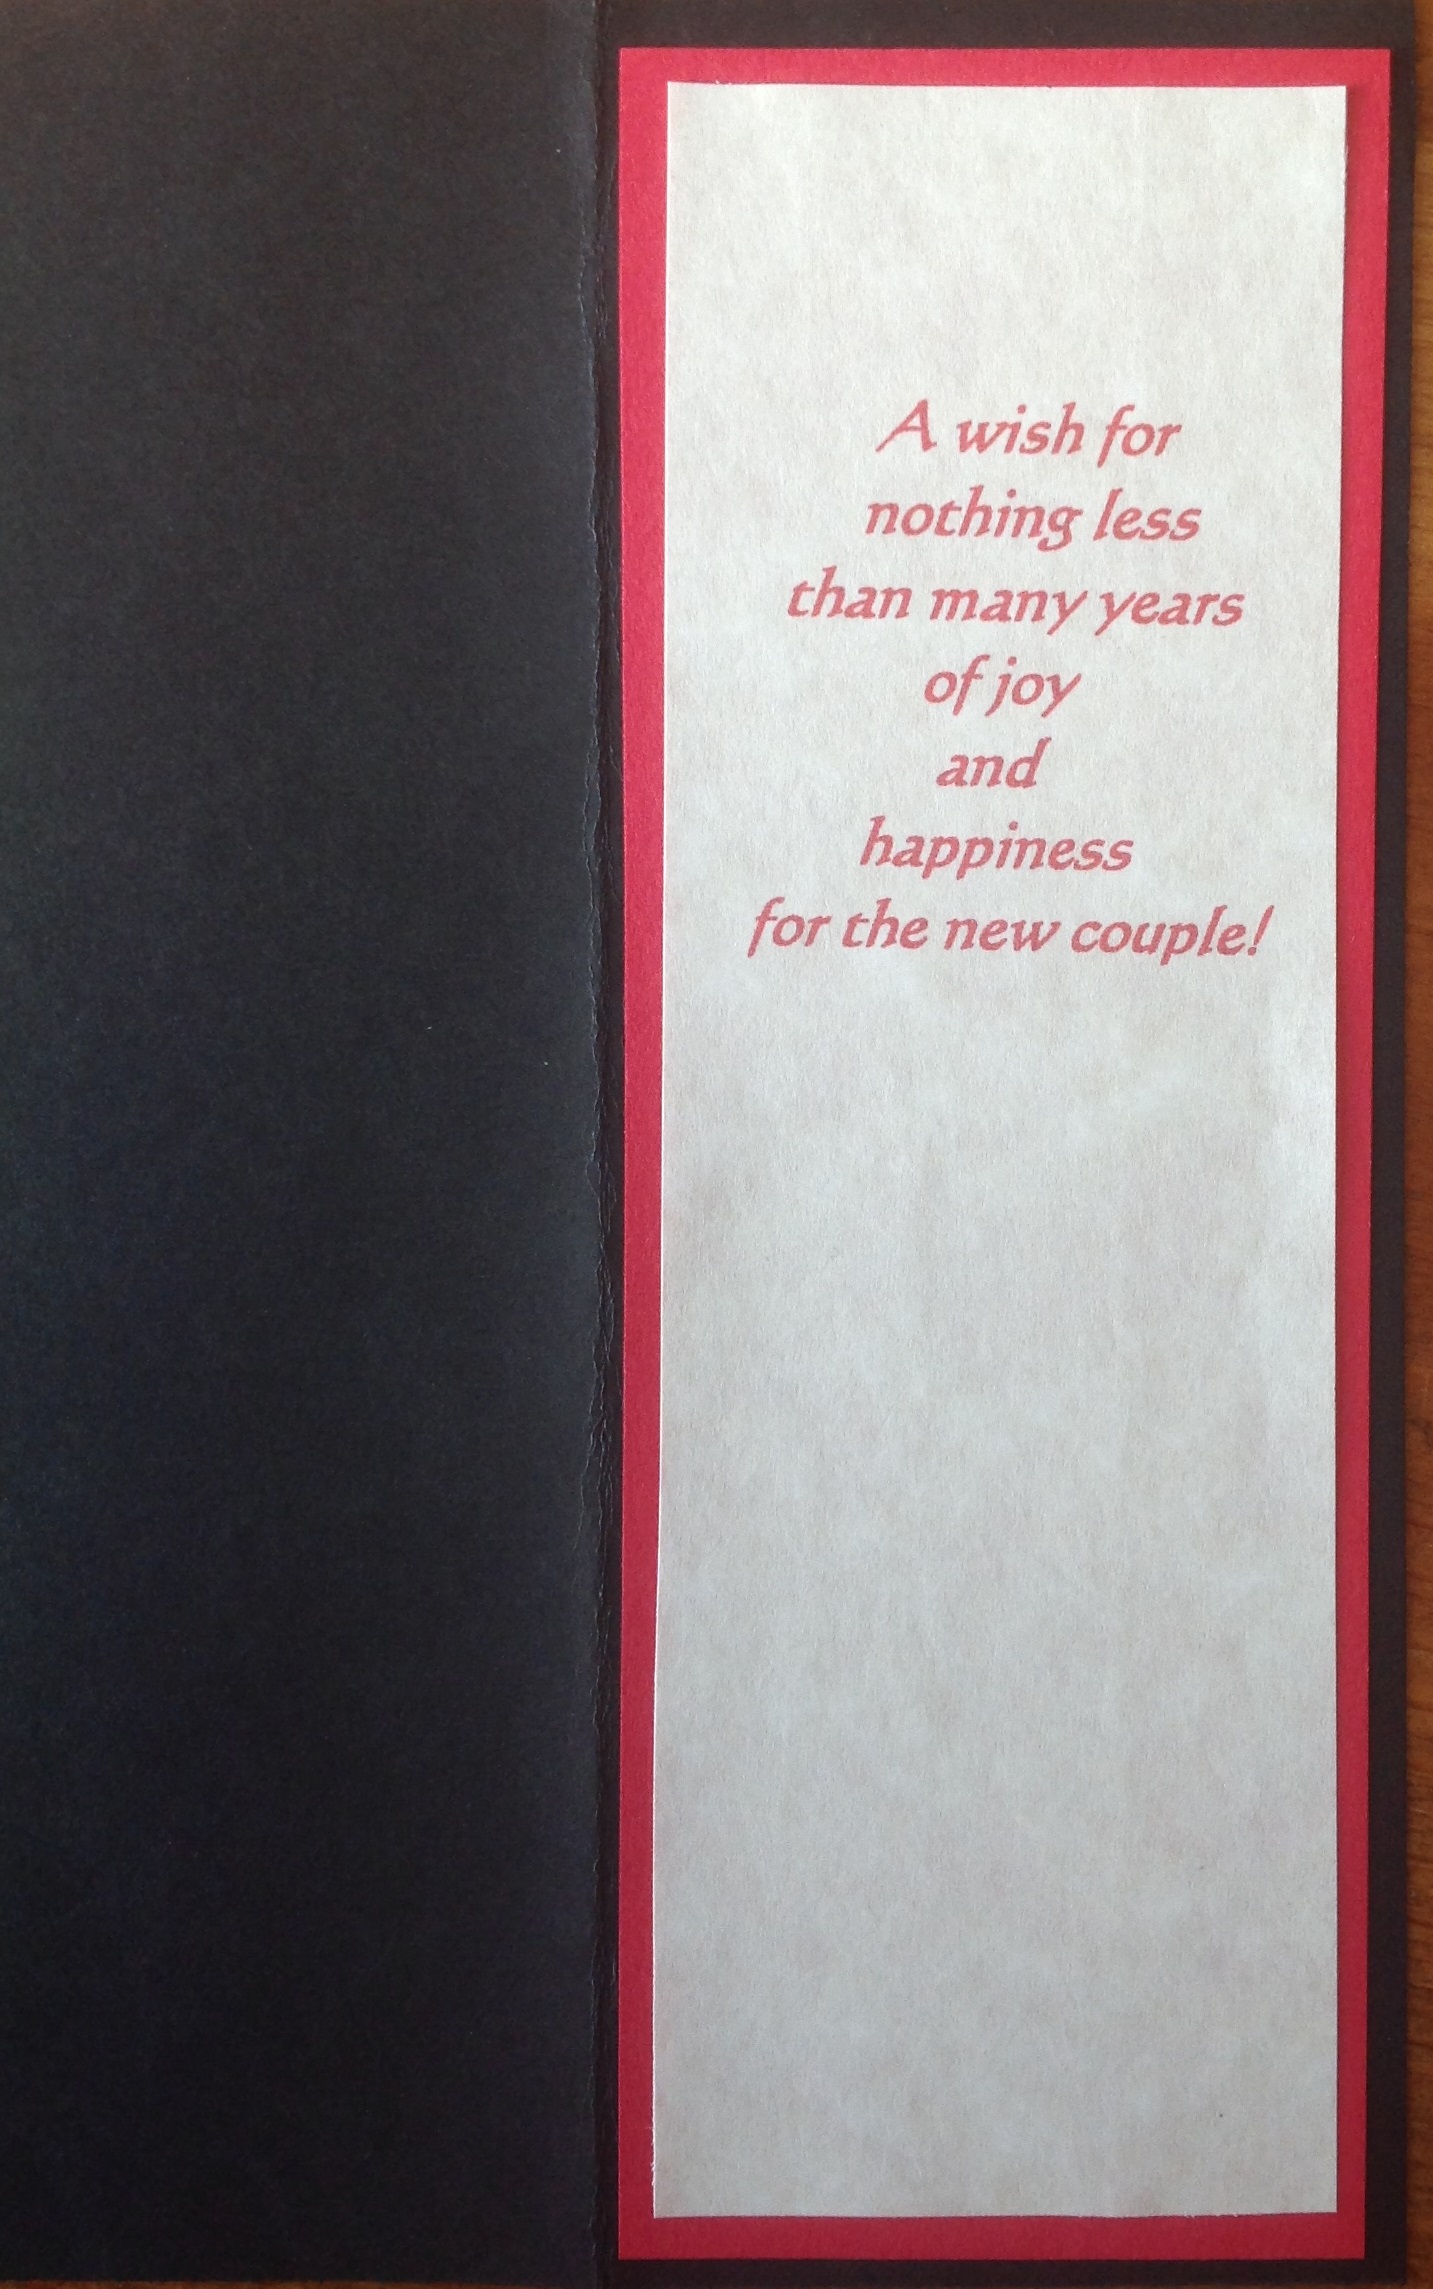 A wish for
nothing less
than many years
of joy
and
happiness
for the new couple!